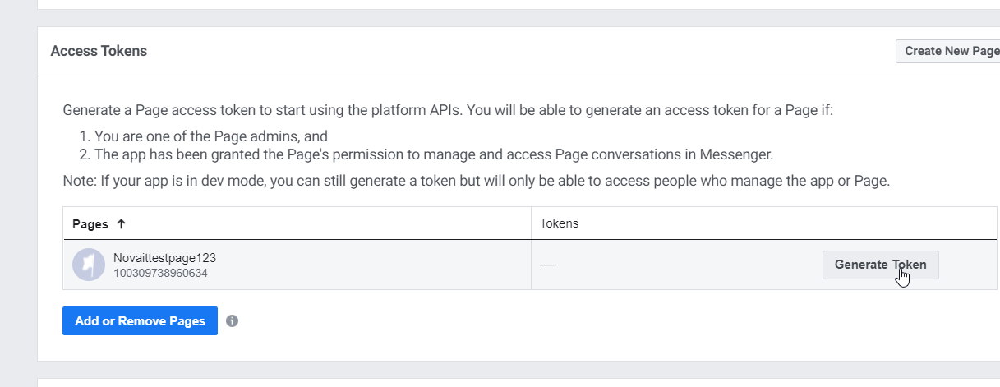 Access Tokens
Create New Page
Generate a Page access token to start using the platform APIs. You will be able to generate an access token for a Page if:
1. You are one of the Page admins, and
2. The app has been granted the Page's permission to manage and access Page conversations in Messenger.
Note: If your app is in dev mode, you can still generate a token but will only be able to access people who manage the app or Page.
Pages ↑ Tokens
Novaittestpage123
100309738960634
— Generate Token
Add or Remove Pages